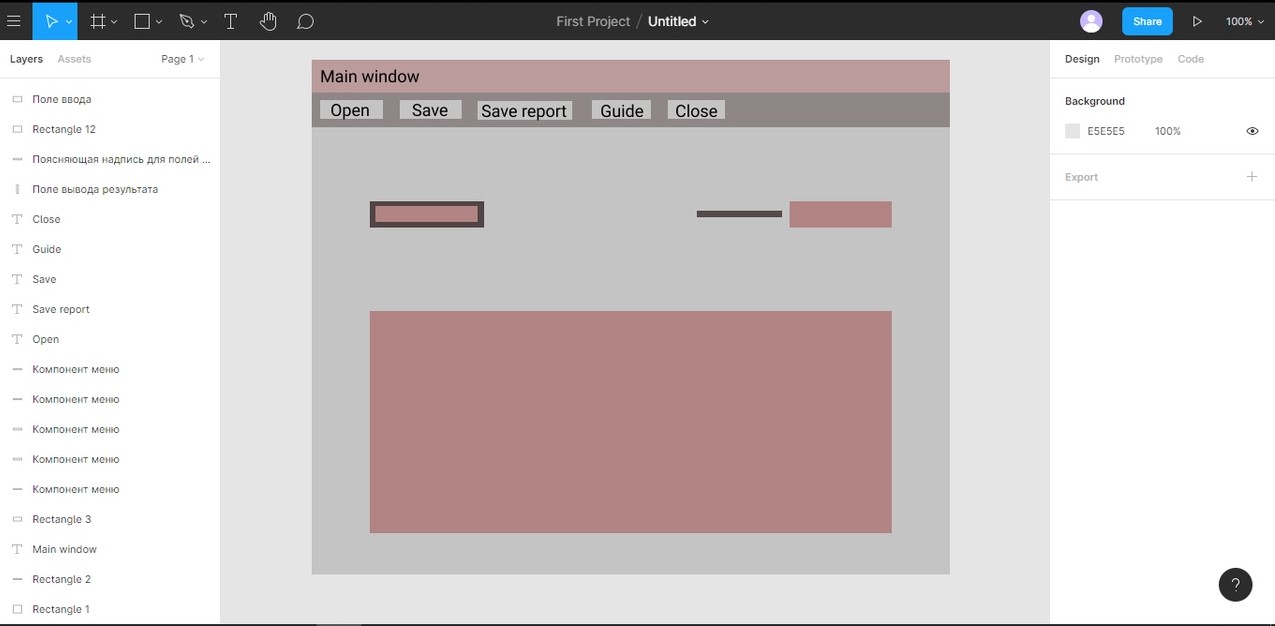 First Project / Untitled
Share
100%
Layers
Assets
Page 1
Поле ввода
Rectangle 12
Поясняющая надпись для полей ...
Поле вывода результата
Close
Guide
Save
Save report
Open
Компонент меню
Компонент меню
Компонент меню
Компонент меню
Компонент меню
Rectangle 3
Main window
Rectangle 2
Rectangle 1
Main window
Open
Save
Save report
Guide
Close
Design
Prototype
Code
Background
E5E5E5
100%
Export
?